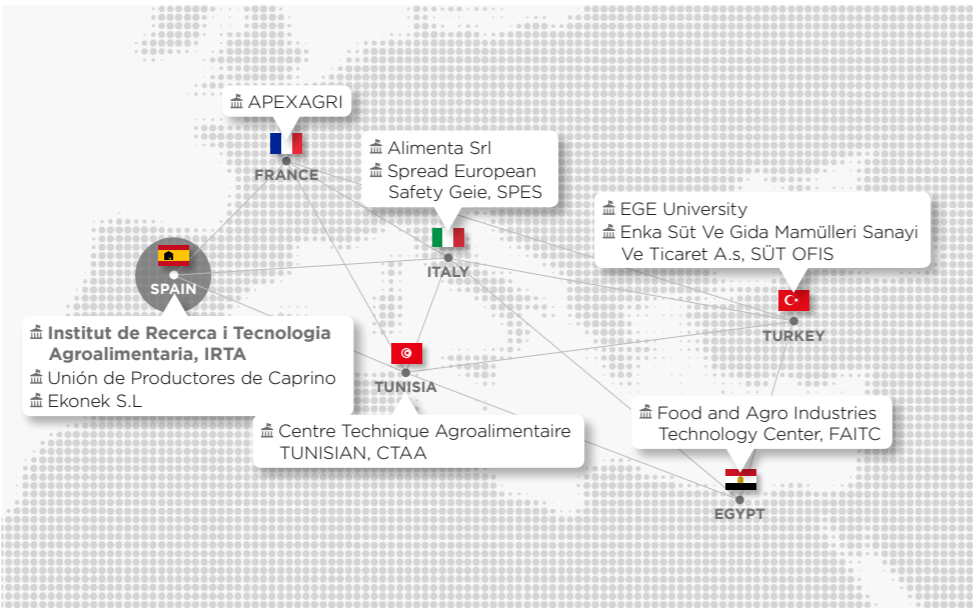 APEXAGRI
FRANCE
Alimenta Srl
Spread European
Safety Geie, SPES
ITALY
EGE University
Enka Süt Ve Gida Mamülleri Sanayi
Ve Ticaret A.s, SÜT OFIS
TURKEY
SPAIN
Institut de Recerca i Tecnologia
Agroalimentaria, IRTA
Unión de Productores de Caprino
Ekonek S.L
TUNISIA
Centre Technique Agroalimentaire
TUNISIAN, CTAA
Food and Agro Industries
Technology Center, FAITC
EGYPT